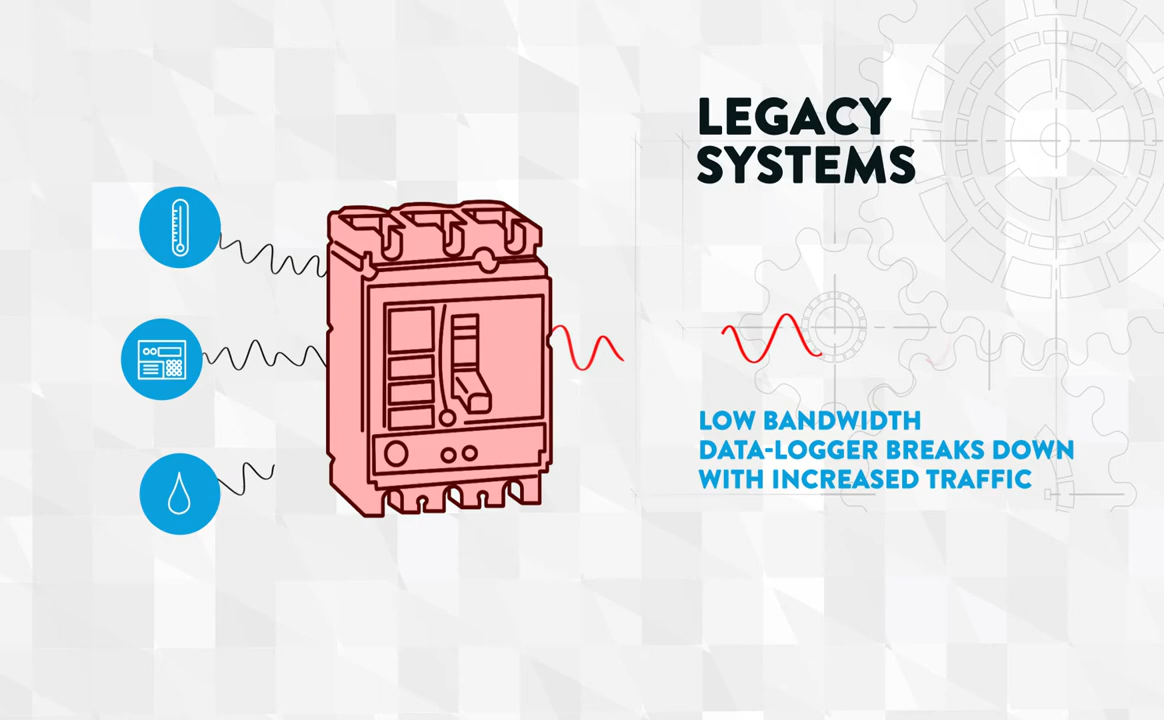 LEGACY
SYSTEMS
LOW BANDWIDTH
DATA-LOGGER BREAKS DOWN
WITH INCREASED TRAFFIC